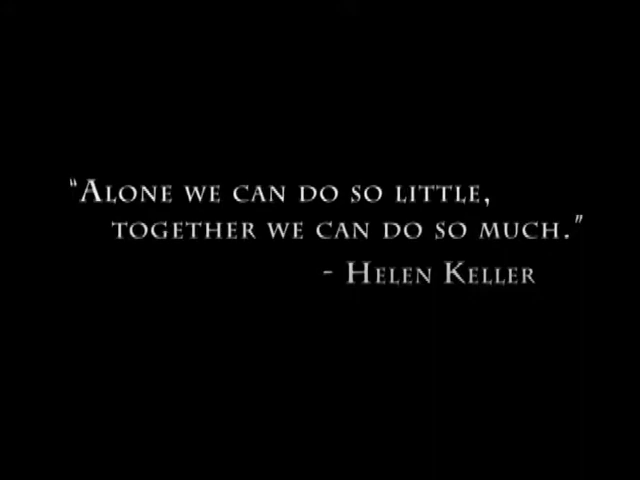 “Alone we can do so little,
together we can do so much.”
- Helen Keller